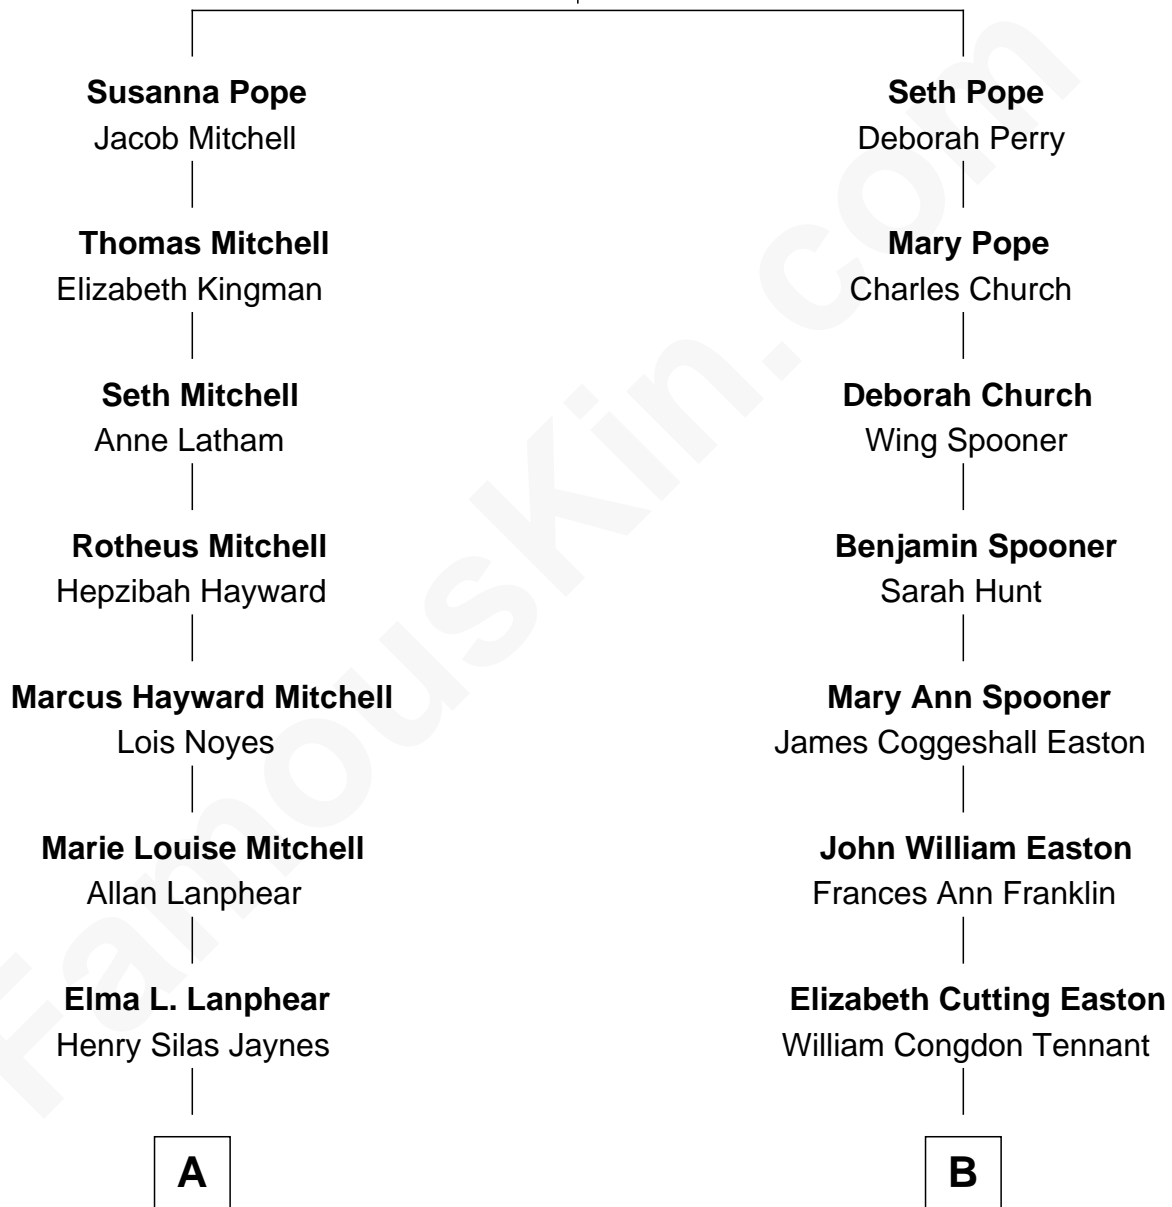 Susanna Pope
Jacob Mitchell
Seth Pope
Deborah Perry
Thomas Mitchell
Elizabeth Kingman
Mary Pope
Charles Church
Seth Mitchell
Anne Latham
Deborah Church
Wing Spooner
Rotheus Mitchell
Hepzibah Hayward
Benjamin Spooner
Sarah Hunt
Marcus Hayward Mitchell
Lois Noyes
Mary Ann Spooner
James Coggeshall Easton
Marie Louise Mitchell
Allan Lanphear
John William Easton
Frances Ann Franklin
Elma L. Lanphear
Henry Silas Jaynes
Elizabeth Cutting Easton
William Congdon Tennant
A
B
FamousKin.com